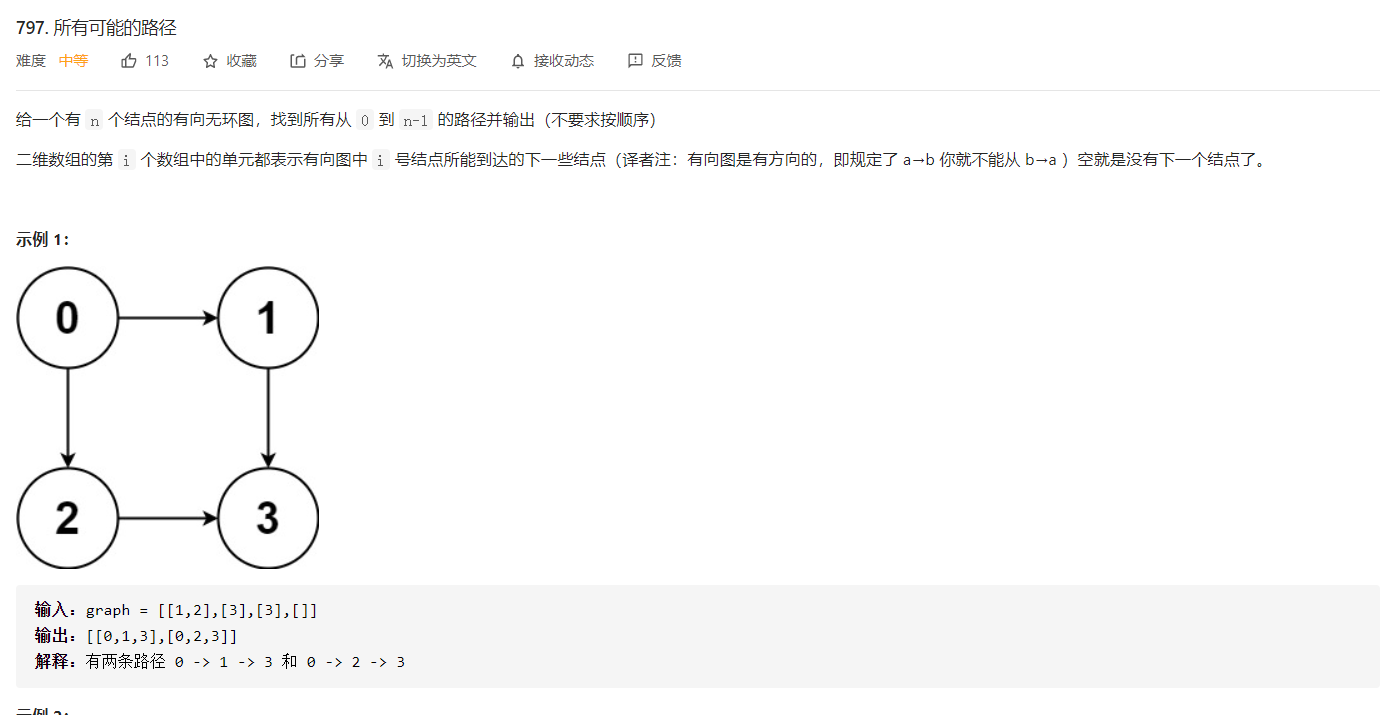 797. 所有可能的路径
难度 中等 113 收藏 分享 切换为英文 接收动态 反馈
给一个有 n 个结点的有向无环图，找到所有从 0 到 n-1 的路径并输出（不要求按顺序）
二维数组的第 i 个数组中的单元都表示有向图中 i 号结点所能到达的下一些结点（译者注：有向图是有方向的，即规定了 a→b 你就不能从 b→a ）空就是没有下一个结点了。
示例 1：
0 1
2 3
输入：graph = [[1,2],[3],[3],[]]
输出：[[0,1,3],[0,2,3]]
解释：有两条路径 0 -> 1 -> 3 和 0 -> 2 -> 3
示例 2：